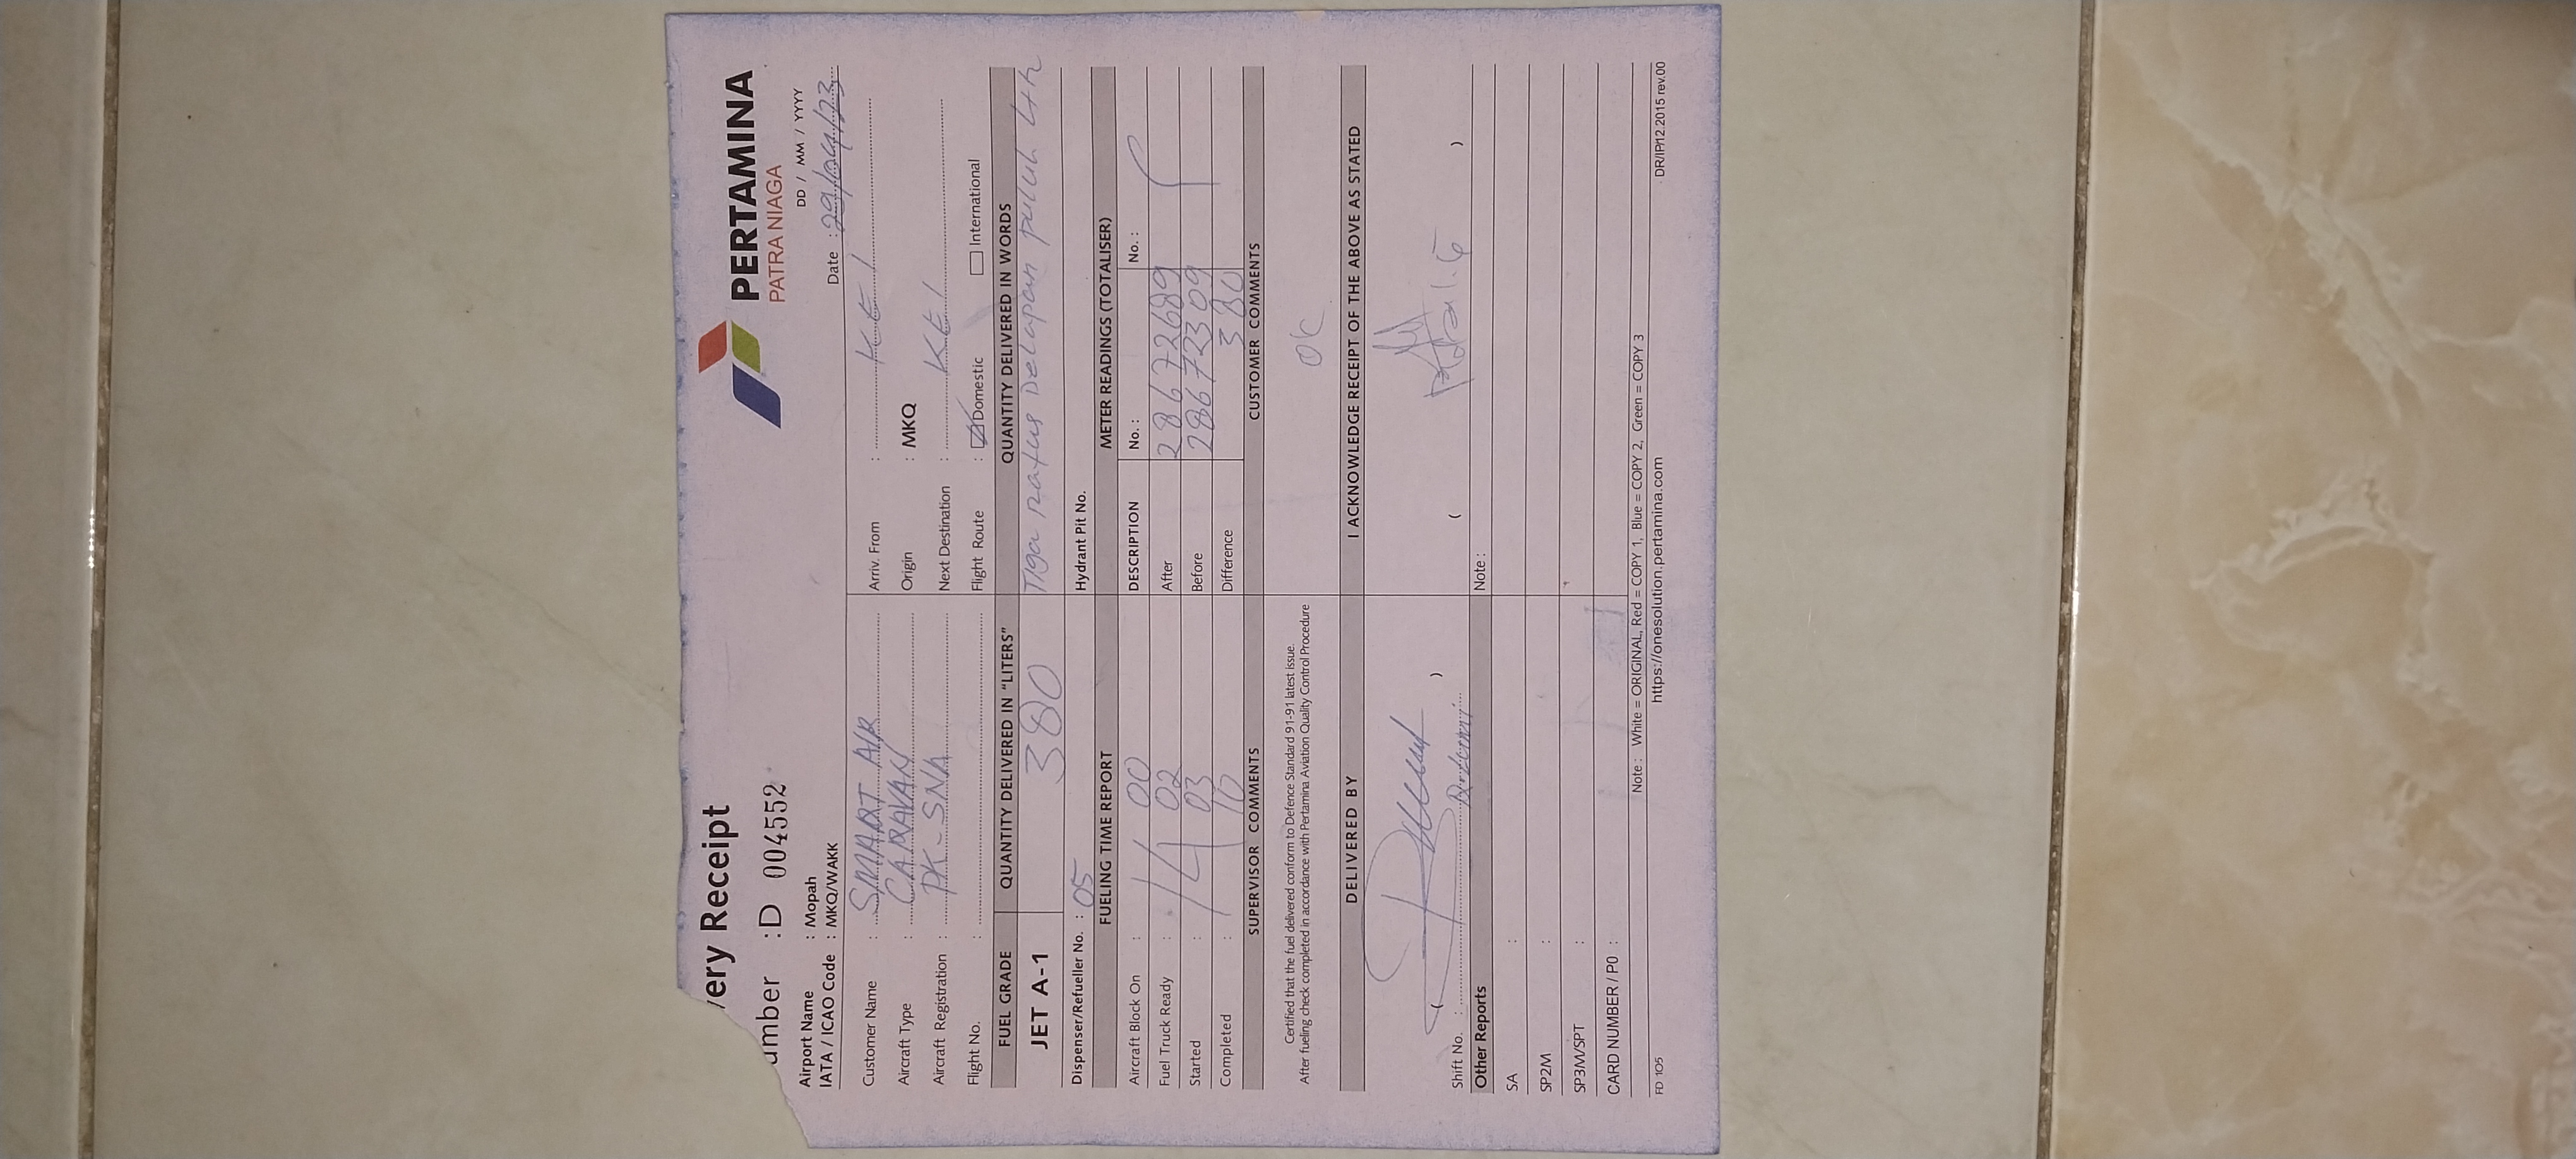 PERTAMINA
PATRA NIAGA
very Receipt
umber : D 004552
DD / MM / YYYY
Airport Name : Mopah
IATA / ICAO Code : MKQ/WAKK
Date :
Customer Name : SMART AIR
Arriv. From : KEI
Aircraft Type : CARAVAN
Origin : MKQ
Aircraft Registration : PK-SNA
Next Destination : KEI
Flight No. :
Flight Route : Domestic International
FUEL GRADE QUANTITY DELIVERED IN "LITERS" QUANTITY DELIVERED IN WORDS
JET A-1 380 Tiga ratus Delapan puluh Ltr
Dispenser/Refueller No. : 05
Hydrant Pit No.
FUELING TIME REPORT METER READINGS (TOTALISER)
Aircraft Block On : 14 00
DESCRIPTION No. : No. :
Fuel Truck Ready : 02
After 286772689
Started : 03
Before 286772309
Completed : 10
Difference 380
SUPERVISOR COMMENTS CUSTOMER COMMENTS
Certified that the fuel delivered conform to Defence Standard 91-91 latest issue.
After fueling check completed in accordance with Pertamina Aviation Quality Control Procedure
OK
DELIVERED BY I ACKNOWLEDGE RECEIPT OF THE ABOVE AS STATED
( ) ( )
Shift No. :
Other Reports Note :
SA :
SP2M :
SP3M/SPT :
CARD NUMBER / PO :
Note : White = ORIGINAL, Red = COPY 1, Blue = COPY 2, Green = COPY 3
FD 105 https://onesolution.pertamina.com DR/IP/12.2015 rev.00